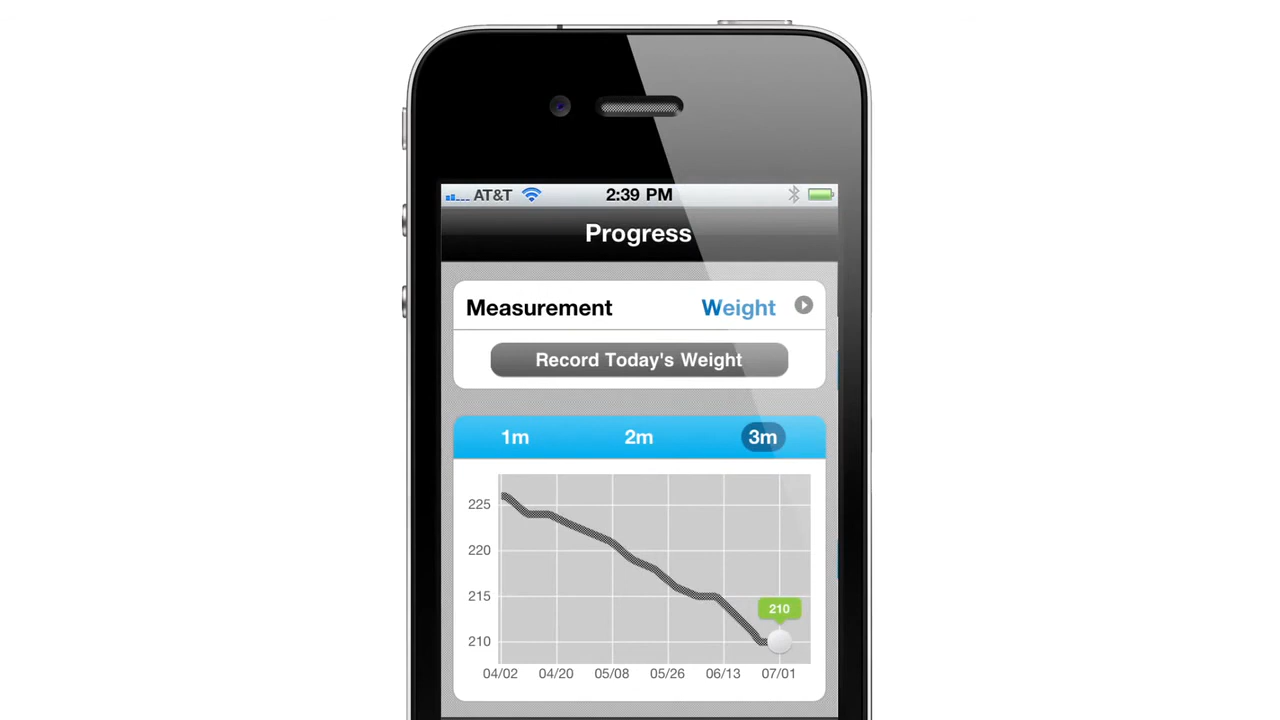 AT&T 2:39 PM
Progress
Measurement Weight
Record Today's Weight
1m 2m 3m
225
220
215
210
210
04/02 04/20 05/08 05/26 06/13 07/01